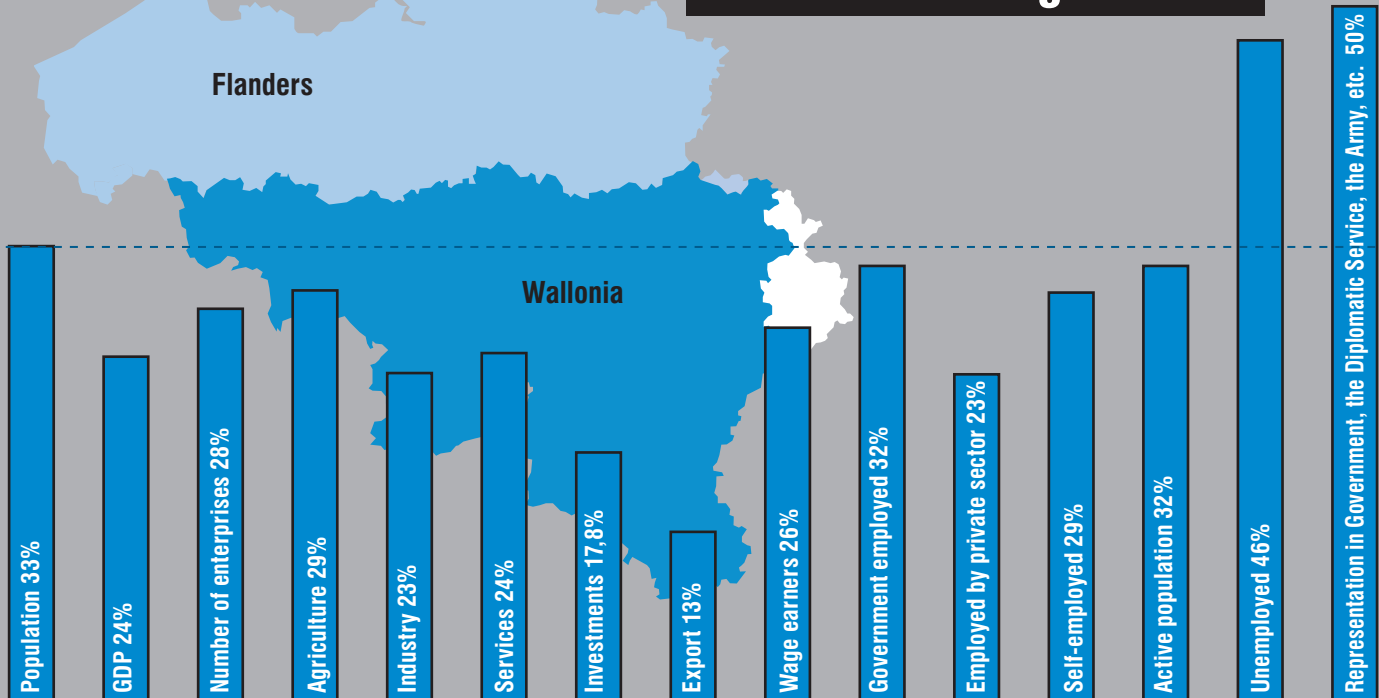 Flanders
Wallonia
Population 33%
GDP 24%
Number of enterprises 28%
Agriculture 29%
Industry 23%
Services 24%
Investments 17,8%
Export 13%
Wage earners 26%
Government employed 32%
Employed by private sector 23%
Self-employed 29%
Active population 32%
Unemployed 46%
Representation in Government, the Diplomatic Service, the Army, etc. 50%